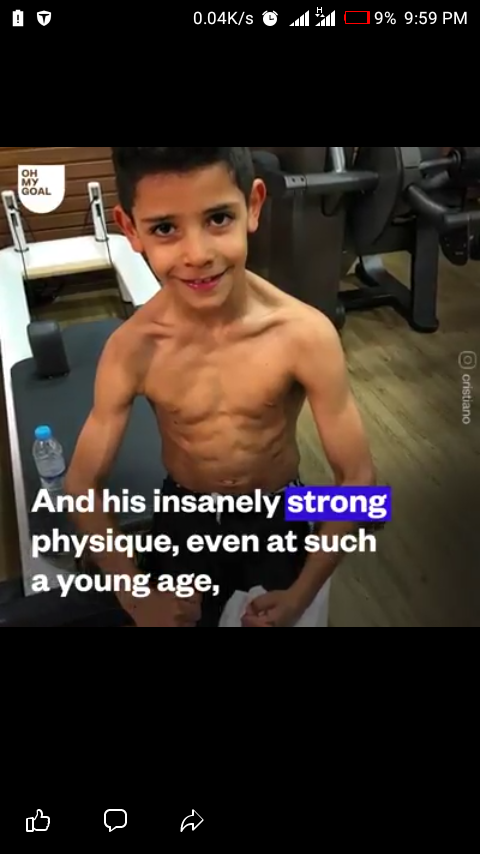 0.04K/s H 9% 9:59 PM
OH
MY
GOAL
cristiano
And his insanely strong
physique, even at such
a young age,